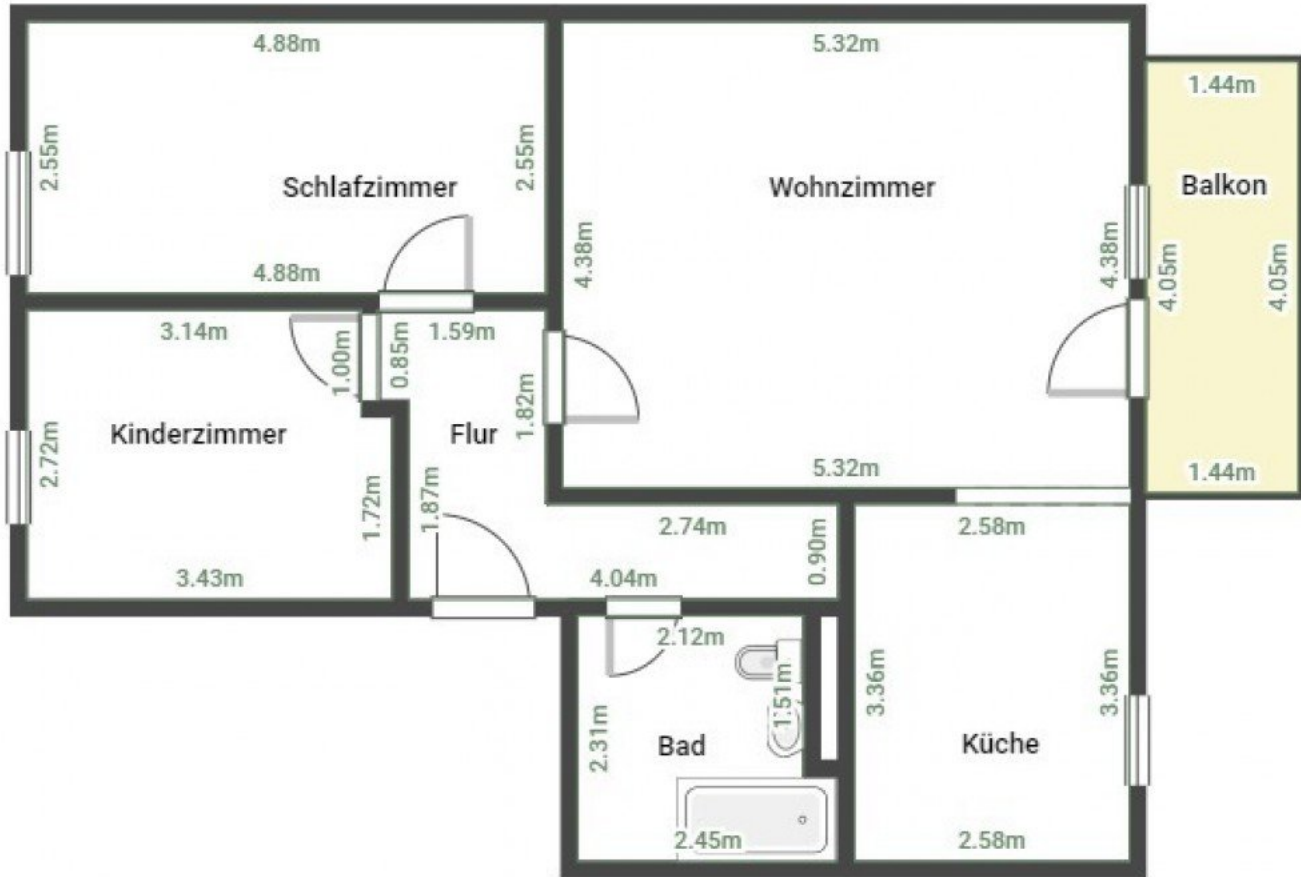 4.88m
5.32m
1.44m
2.55m
2.55m
Schlafzimmer
Wohnzimmer
Balkon
4.38m
4.38m
4.05m
4.05m
4.88m
3.14m
1.00m
0.85m
1.59m
1.82m
Kinderzimmer
Flur
2.72m
1.72m
1.87m
5.32m
1.44m
2.74m
2.58m
0.90m
3.43m
4.04m
2.12m
1.51m
2.31m
3.36m
3.36m
Bad
Küche
2.45m
2.58m